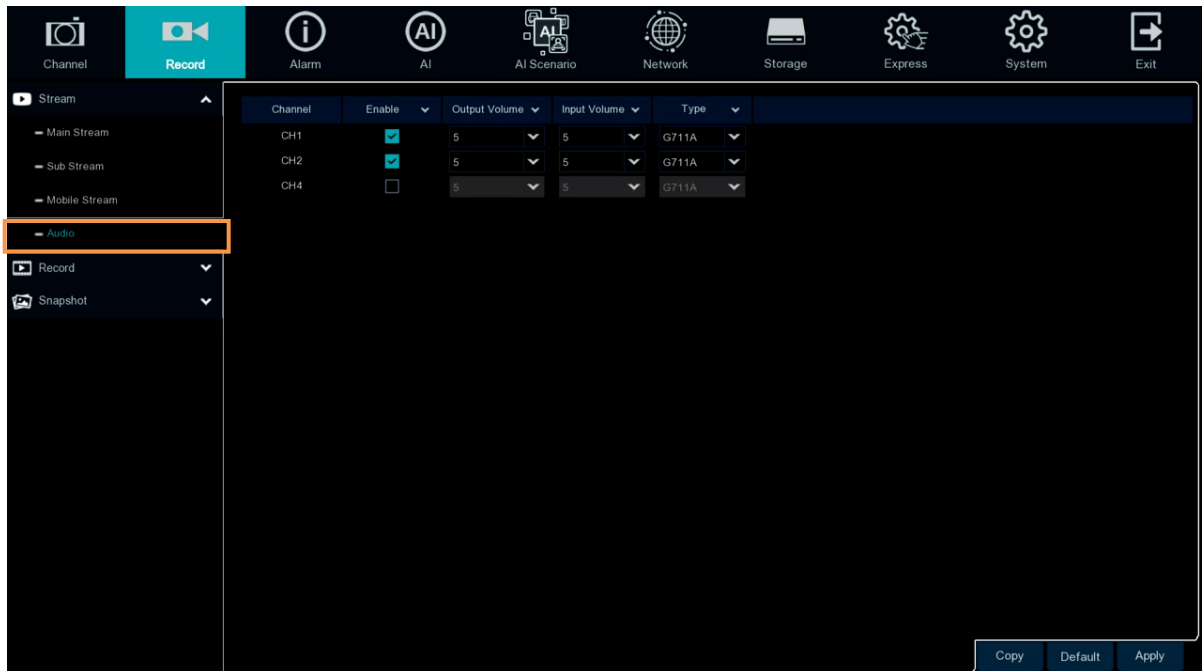 Channel Record Alarm AI AI Scenario Network Storage Express System Exit
Stream
Main Stream
Sub Stream
Mobile Stream
Audio
Record
Snapshot
Channel Enable Output Volume Input Volume Type
CH1 5 5 G711A
CH2 5 5 G711A
CH4 5 5 G711A
Copy Default Apply